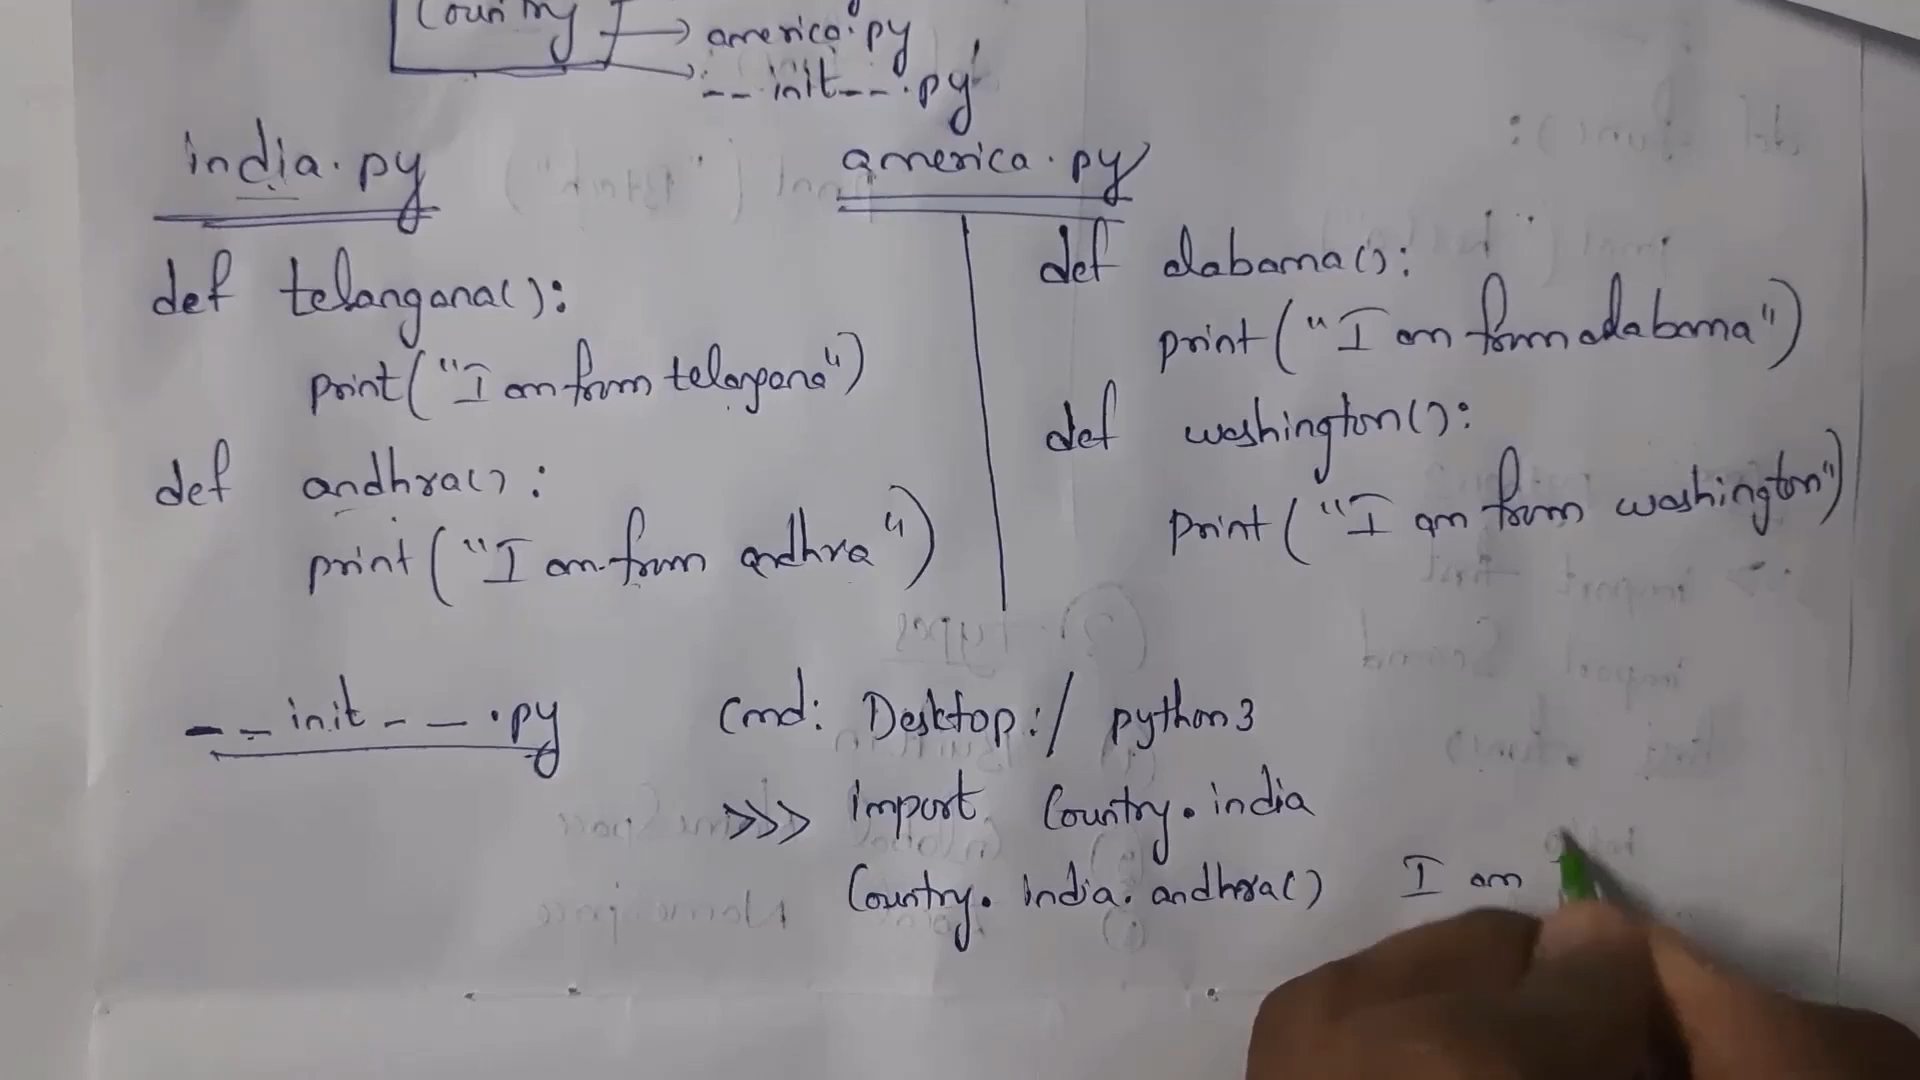 Country → america.py
→ __init__.py
india.py
def telangana():
print("I am from telangana")
def andhra():
print("I am from andhra")
america.py
def alabama():
print("I am from alabama")
def washington():
print("I am from washington")
__init__.py
Cmd: Desktop:/ python3
>>> import Country.india
Country.india.andhra() I am